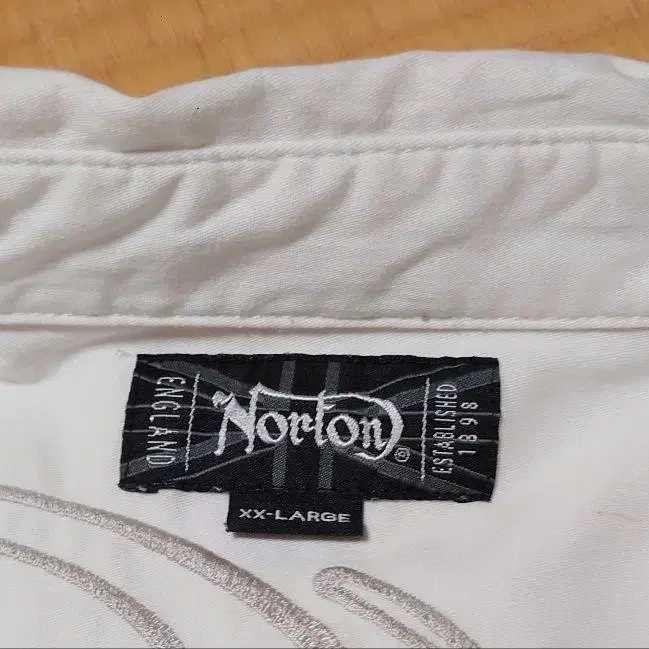 ENGLAND
Norton®
ESTABLISHED
1898
XX-LARGE